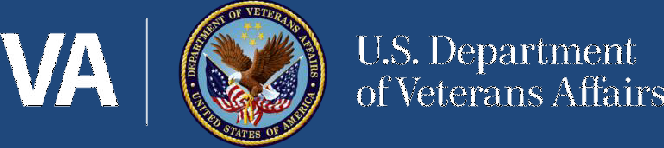 VA
DEPARTMENT OF VETERANS AFFAIRS
UNITED STATES OF AMERICA
U.S. Department
of Veterans Affairs